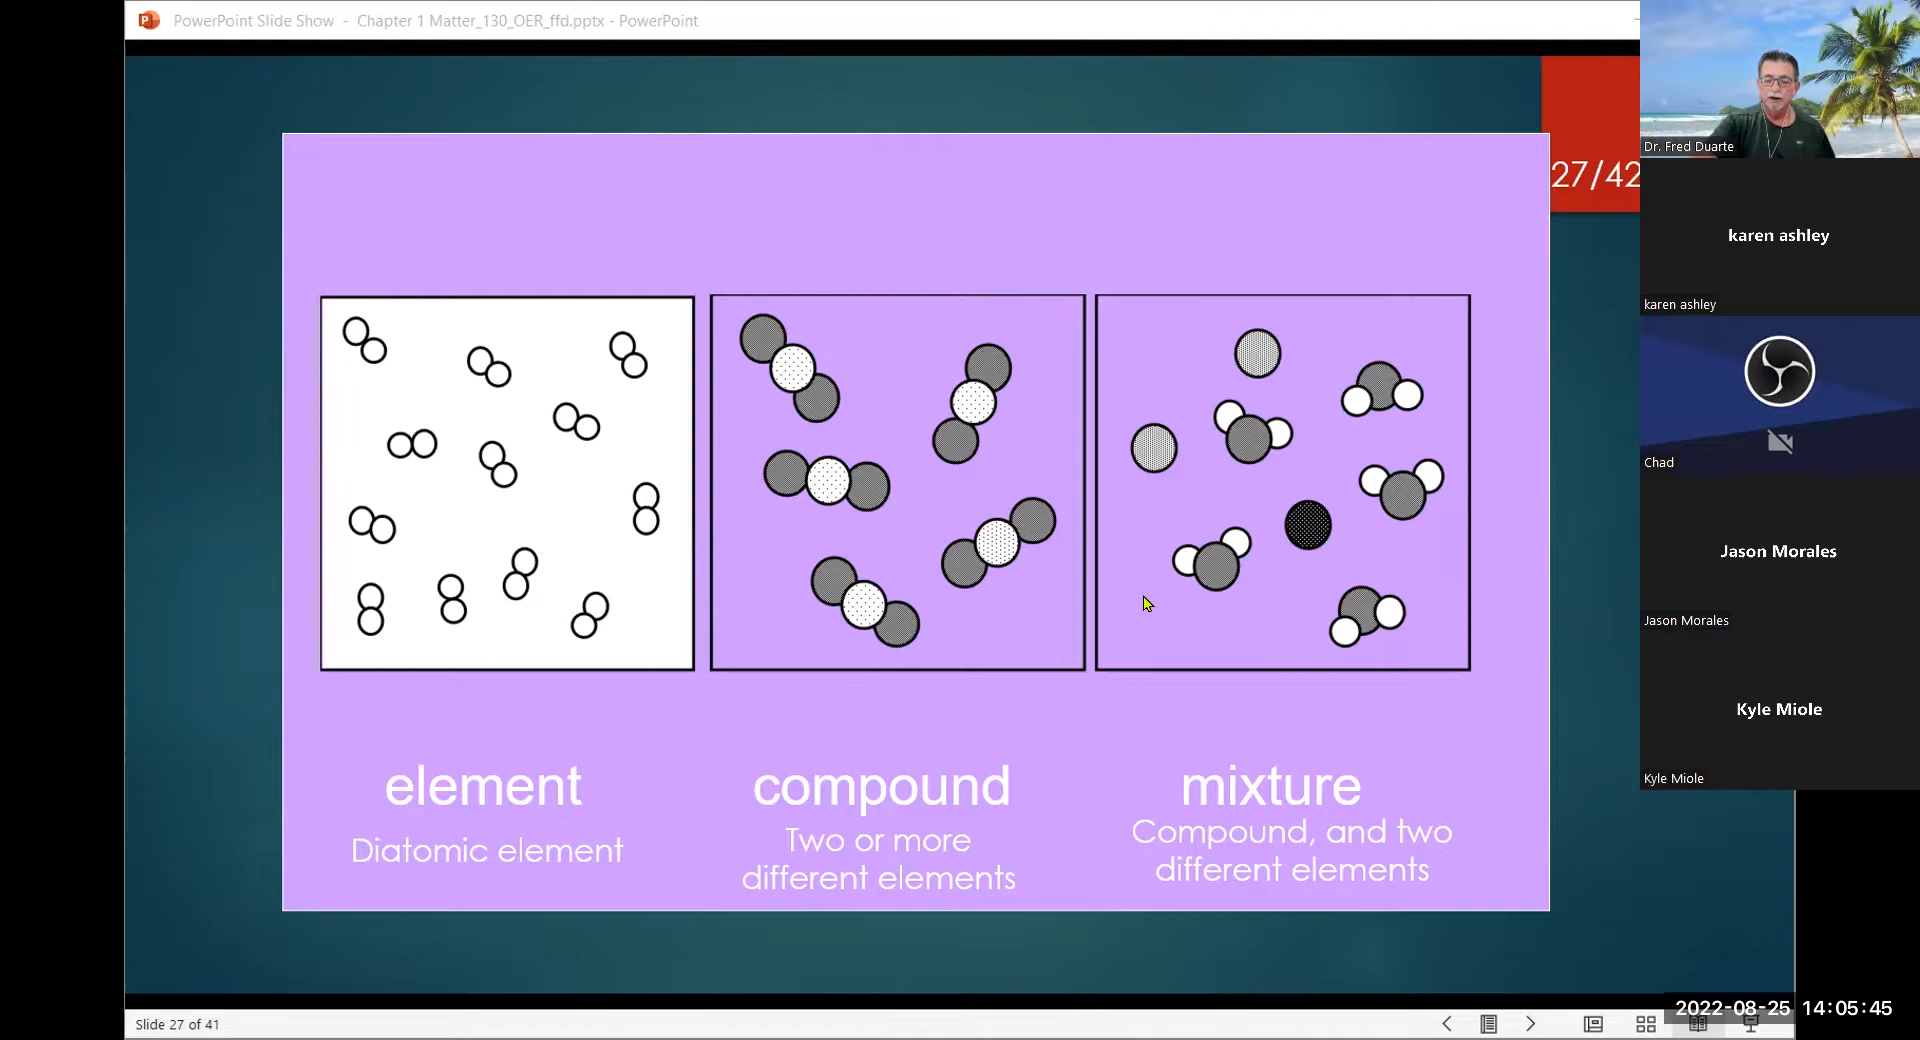 PowerPoint Slide Show - Chapter 1 Matter_130_OER_ffd.pptx - PowerPoint
27/42
element
Diatomic element
compound
Two or more
different elements
mixture
Compound, and two
different elements
Dr. Fred Duarte
karen ashley
karen ashley
Chad
Jason Morales
Jason Morales
Kyle Miole
Kyle Miole
Slide 27 of 41
2022-08-25 14:05:45